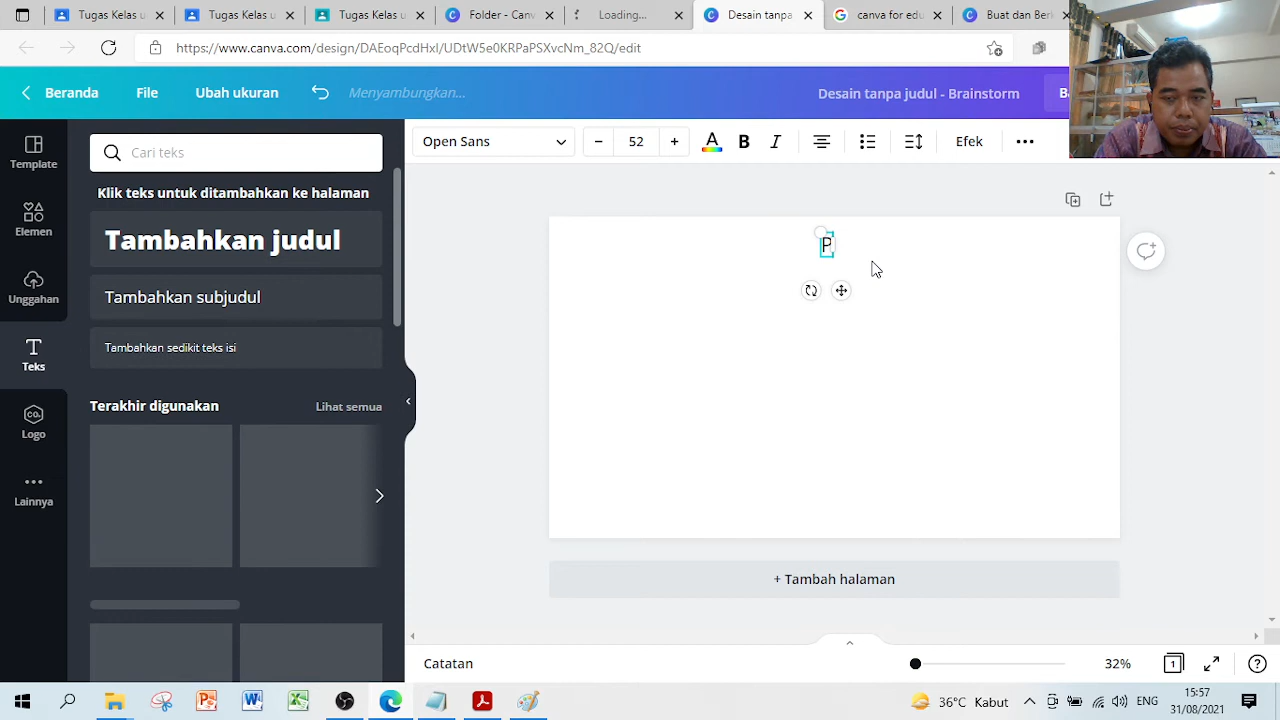 Tugas Kelas u
Tugas Kelas u
Tugas Kelas u
Folder - Canv
Loading...
Desain tanpa
canvam edu
Buat dan Ber
https://www.canva.com/design/DAEoqPcdHxI/UDtW5e0KRPaPSXvcNm_82Q/edit
Beranda
File
Ubah ukuran
Menyambungkan...
Desain tanpa judul - Brainstorm
Template
Elemen
Unggahan
Teks
Logo
Lainnya
Cari teks
Klik teks untuk ditambahkan ke halaman
Tambahkan judul
Tambahkan subjudul
Tambahkan sedikit teks isi
Terakhir digunakan
Lihat semua
Open Sans
52
A
B
I
Efek
P
+ Tambah halaman
Catatan
32%
1
36°C Kabut
ENG
15:57
31/08/2021